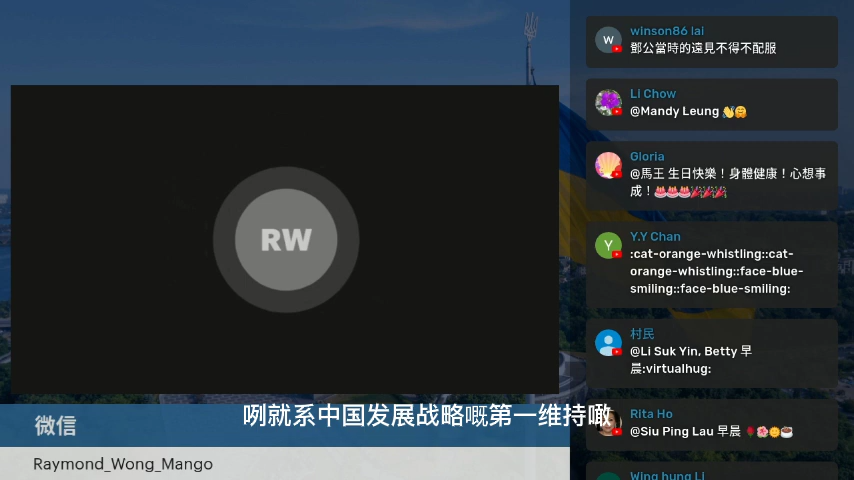 RW
咧就系中国发展战略嘅第一维持噉
微信
Raymond_Wong_Mango
W
winson86 lai
鄧公當時的遠見不得不配服
Li Chow
@Mandy Leung 👋🤗
Gloria
@馬王 生日快樂！身體健康！心想事
成！🎂🎂🎂🎉🎉🎉
Y
Y.Y Chan
:cat-orange-whistling::cat-
orange-whistling::face-blue-
smiling::face-blue-smiling:
村民
@Li Suk Yin, Betty 早
晨:virtualhug:
Rita Ho
@Siu Ping Lau 早晨 🌹🌺🌞☕
Wing hung Li